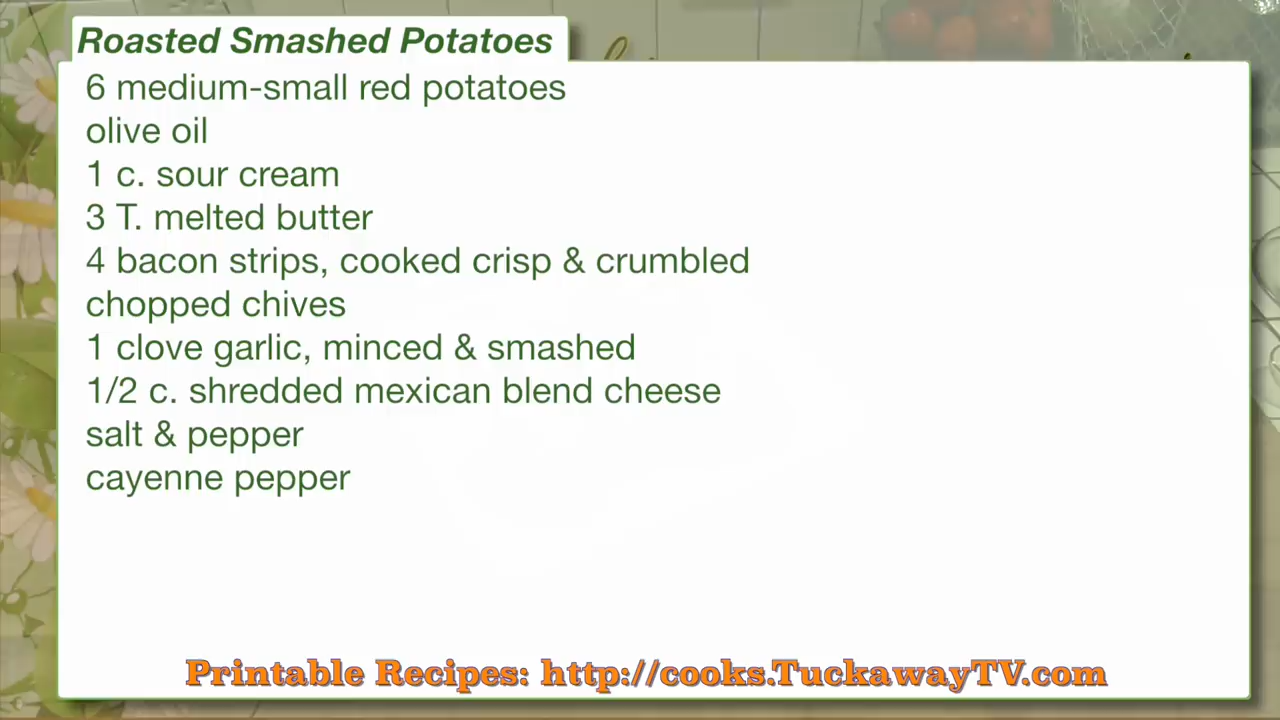 Roasted Smashed Potatoes
6 medium-small red potatoes
olive oil
1 c. sour cream
3 T. melted butter
4 bacon strips, cooked crisp & crumbled
chopped chives
1 clove garlic, minced & smashed
1/2 c. shredded mexican blend cheese
salt & pepper
cayenne pepper
Printable Recipes: http://cooks.TuckawayTV.com